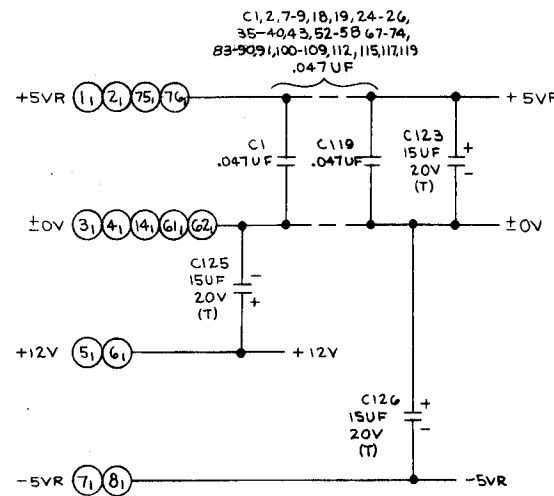 C1, 2, 7-9, 18, 19, 24-26,
35-40, 43, 52-58 67-74,
83-90, 91, 100-109, 112, 115, 117, 119
.047UF
+5VR 1, 2, 75, 76, +5VR
C1
.047UF
C119
.047UF
C123
15UF
20V
(T)
+
-
±0V 3, 4, 14, 61, 62, ±0V
C125
15UF
20V
(T)
-
+
+12V 5, 6, +12V
C126
15UF
20V
(T)
+
-
-5VR 7, 8, -5VR